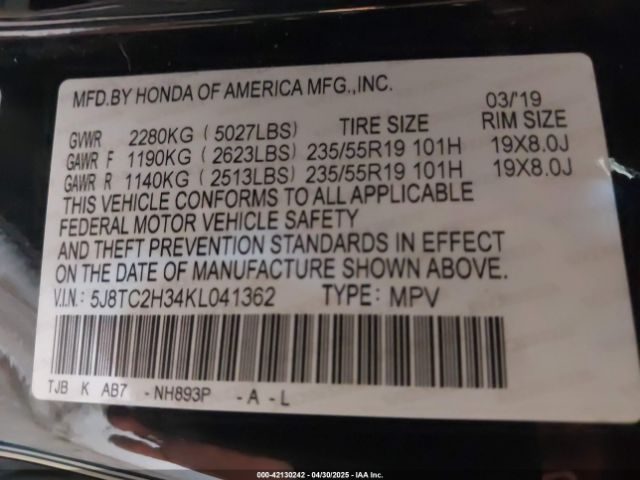 MFD.BY HONDA OF AMERICA MFG.,INC.
03/'19
GVWR 2280KG (5027LBS) TIRE SIZE RIM SIZE
GAWR F 1190KG (2623LBS) 235/55R19 101H 19X8.0J
GAWR R 1140KG (2513LBS) 235/55R19 101H 19X8.0J
THIS VEHICLE CONFORMS TO ALL APPLICABLE
FEDERAL MOTOR VEHICLE SAFETY
AND THEFT PREVENTION STANDARDS IN EFFECT
ON THE DATE OF MANUFACTURE SHOWN ABOVE.
V.I.N: 5J8TC2H34KL041362 TYPE: MPV
TJB K AB7 -NH893P -A-L
000-42130242 - 04/30/2025 - IAA Inc.